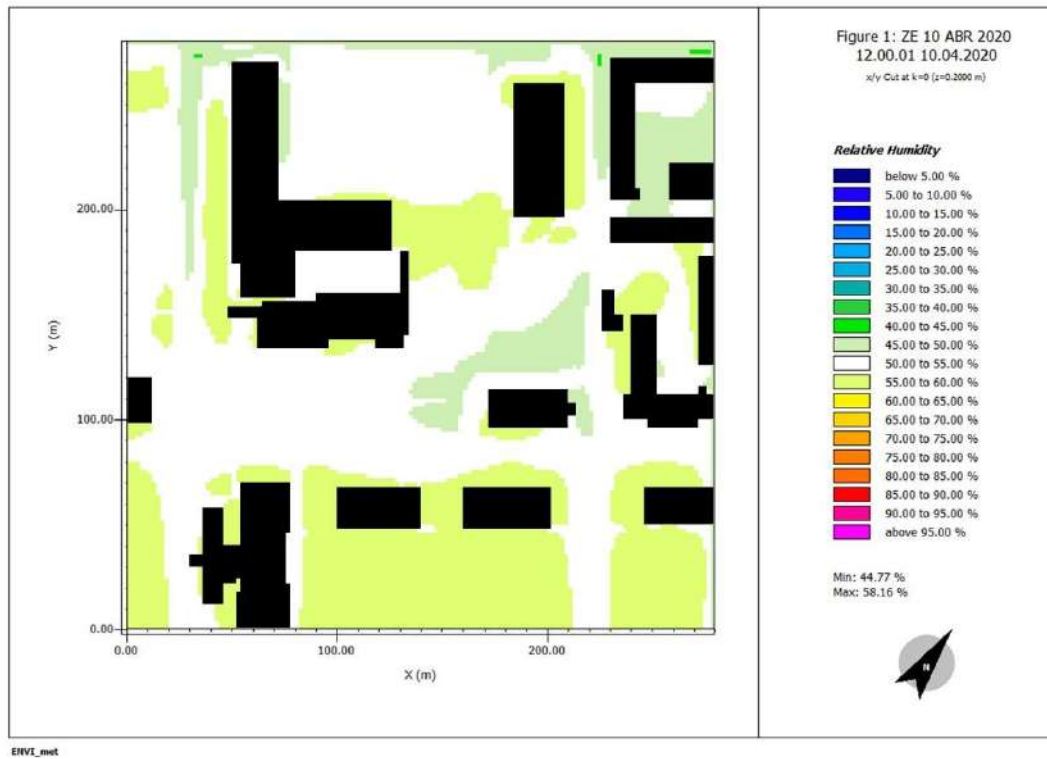 Figure 1: ZE 10 ABR 2020
12.00.01 10.04.2020
x/y Cut at k=0 (z=0.2000 m)
Relative Humidity
below 5.00 %
5.00 to 10.00 %
10.00 to 15.00 %
15.00 to 20.00 %
20.00 to 25.00 %
25.00 to 30.00 %
30.00 to 35.00 %
35.00 to 40.00 %
40.00 to 45.00 %
45.00 to 50.00 %
50.00 to 55.00 %
55.00 to 60.00 %
60.00 to 65.00 %
65.00 to 70.00 %
70.00 to 75.00 %
75.00 to 80.00 %
80.00 to 85.00 %
85.00 to 90.00 %
90.00 to 95.00 %
above 95.00 %
Min: 44.77 %
Max: 58.16 %
N
200.00
100.00
0.00
Y (m)
0.00
100.00
200.00
X (m)
ENVI_met